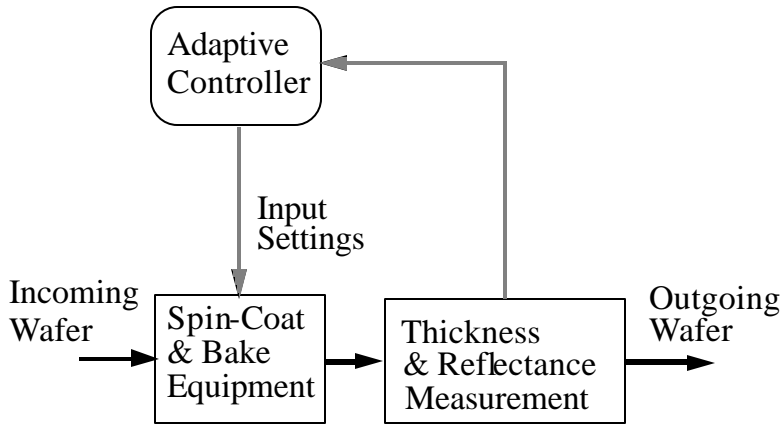 Adaptive
Controller
Input
Settings
Incoming
Wafer
Spin-Coat
& Bake
Equipment
Thickness
& Reflectance
Measurement
Outgoing
Wafer